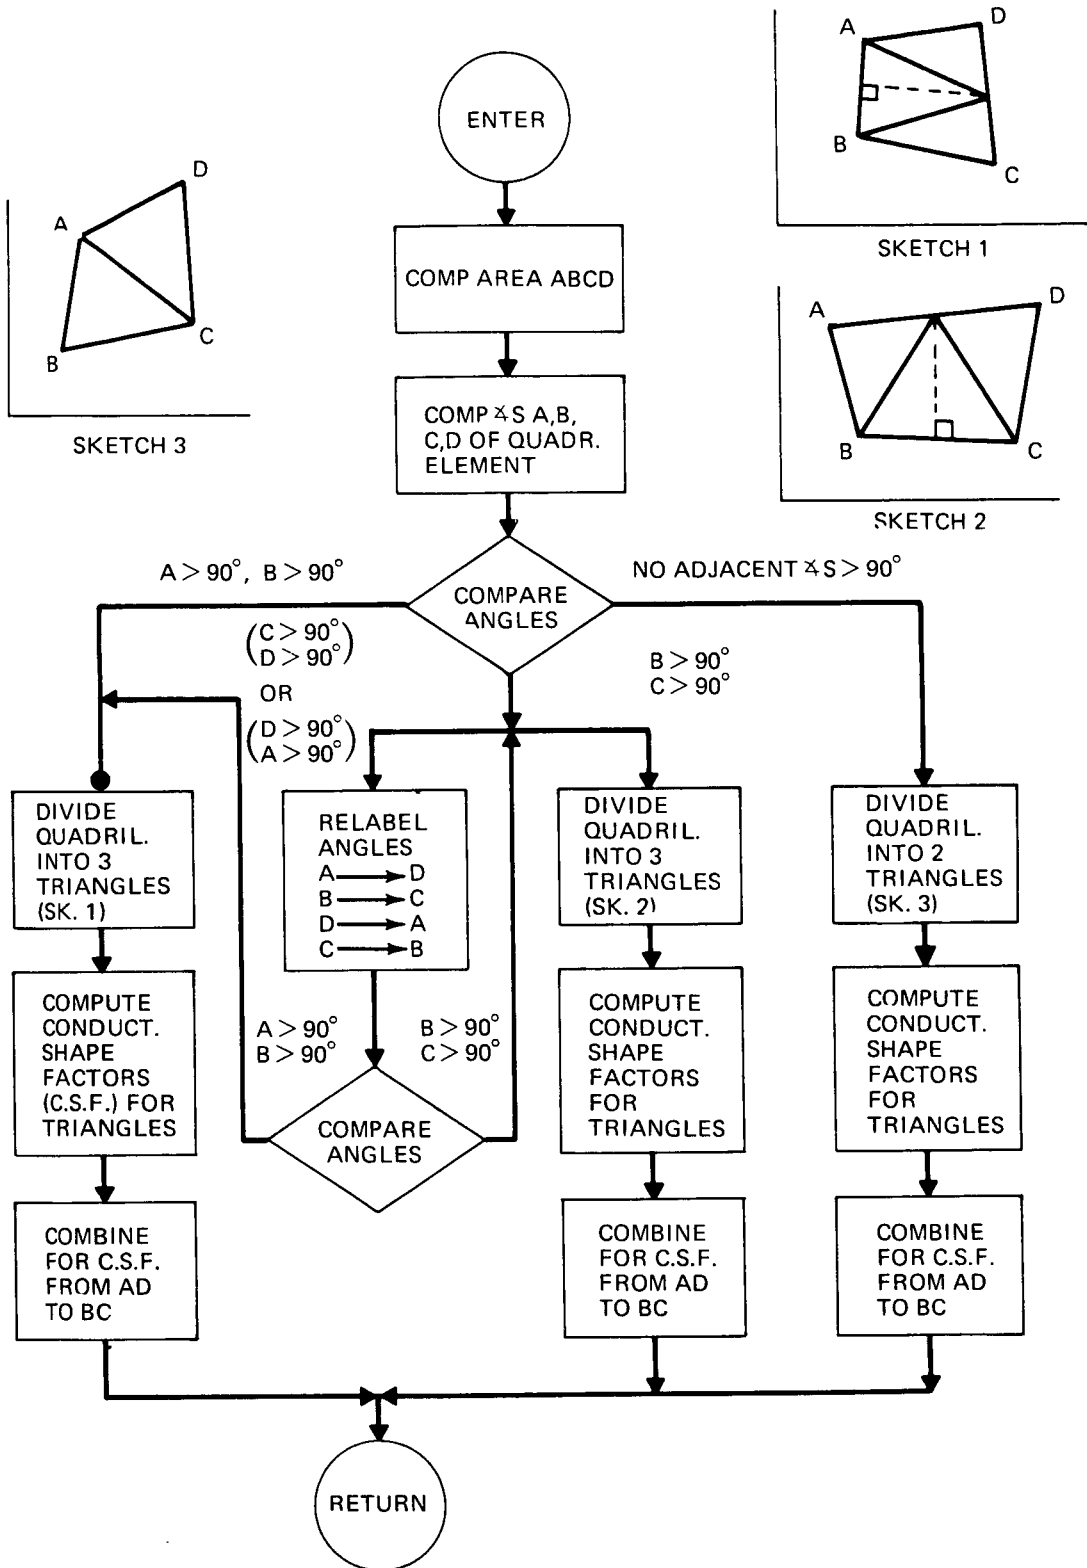 ENTER
COMP AREA ABCD
COMP ∡S A,B,
C,D OF QUADR.
ELEMENT
A
D
B
C
SKETCH 1
A
D
B
C
SKETCH 2
D
A
C
B
SKETCH 3
COMPARE
ANGLES
A > 90°, B > 90°
NO ADJACENT ∡S > 90°
(C > 90°)
(D > 90°)
OR
(D > 90°)
(A > 90°)
B > 90°
C > 90°
DIVIDE
QUADRIL.
INTO 3
TRIANGLES
(SK. 1)
RELABEL
ANGLES
A → D
B → C
D → A
C → B
DIVIDE
QUADRIL.
INTO 3
TRIANGLES
(SK. 2)
DIVIDE
QUADRIL.
INTO 2
TRIANGLES
(SK. 3)
COMPUTE
CONDUCT.
SHAPE
FACTORS
(C.S.F.) FOR
TRIANGLES
A > 90°
B > 90°
B > 90°
C > 90°
COMPARE
ANGLES
COMPUTE
CONDUCT.
SHAPE
FACTORS
FOR
TRIANGLES
COMPUTE
CONDUCT.
SHAPE
FACTORS
FOR
TRIANGLES
COMBINE
FOR C.S.F.
FROM AD
TO BC
COMBINE
FOR C.S.F.
FROM AD
TO BC
COMBINE
FOR C.S.F.
FROM AD
TO BC
RETURN